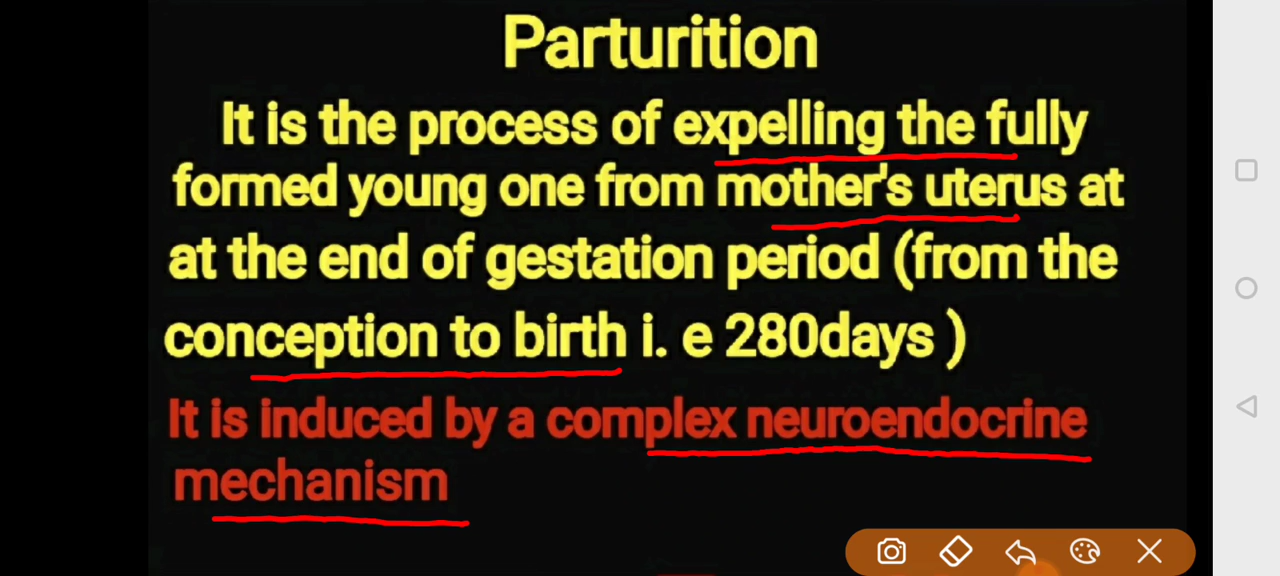 Parturition
It is the process of expelling the fully
formed young one from mother's uterus at
at the end of gestation period (from the
conception to birth i. e 280days )
It is induced by a complex neuroendocrine
mechanism